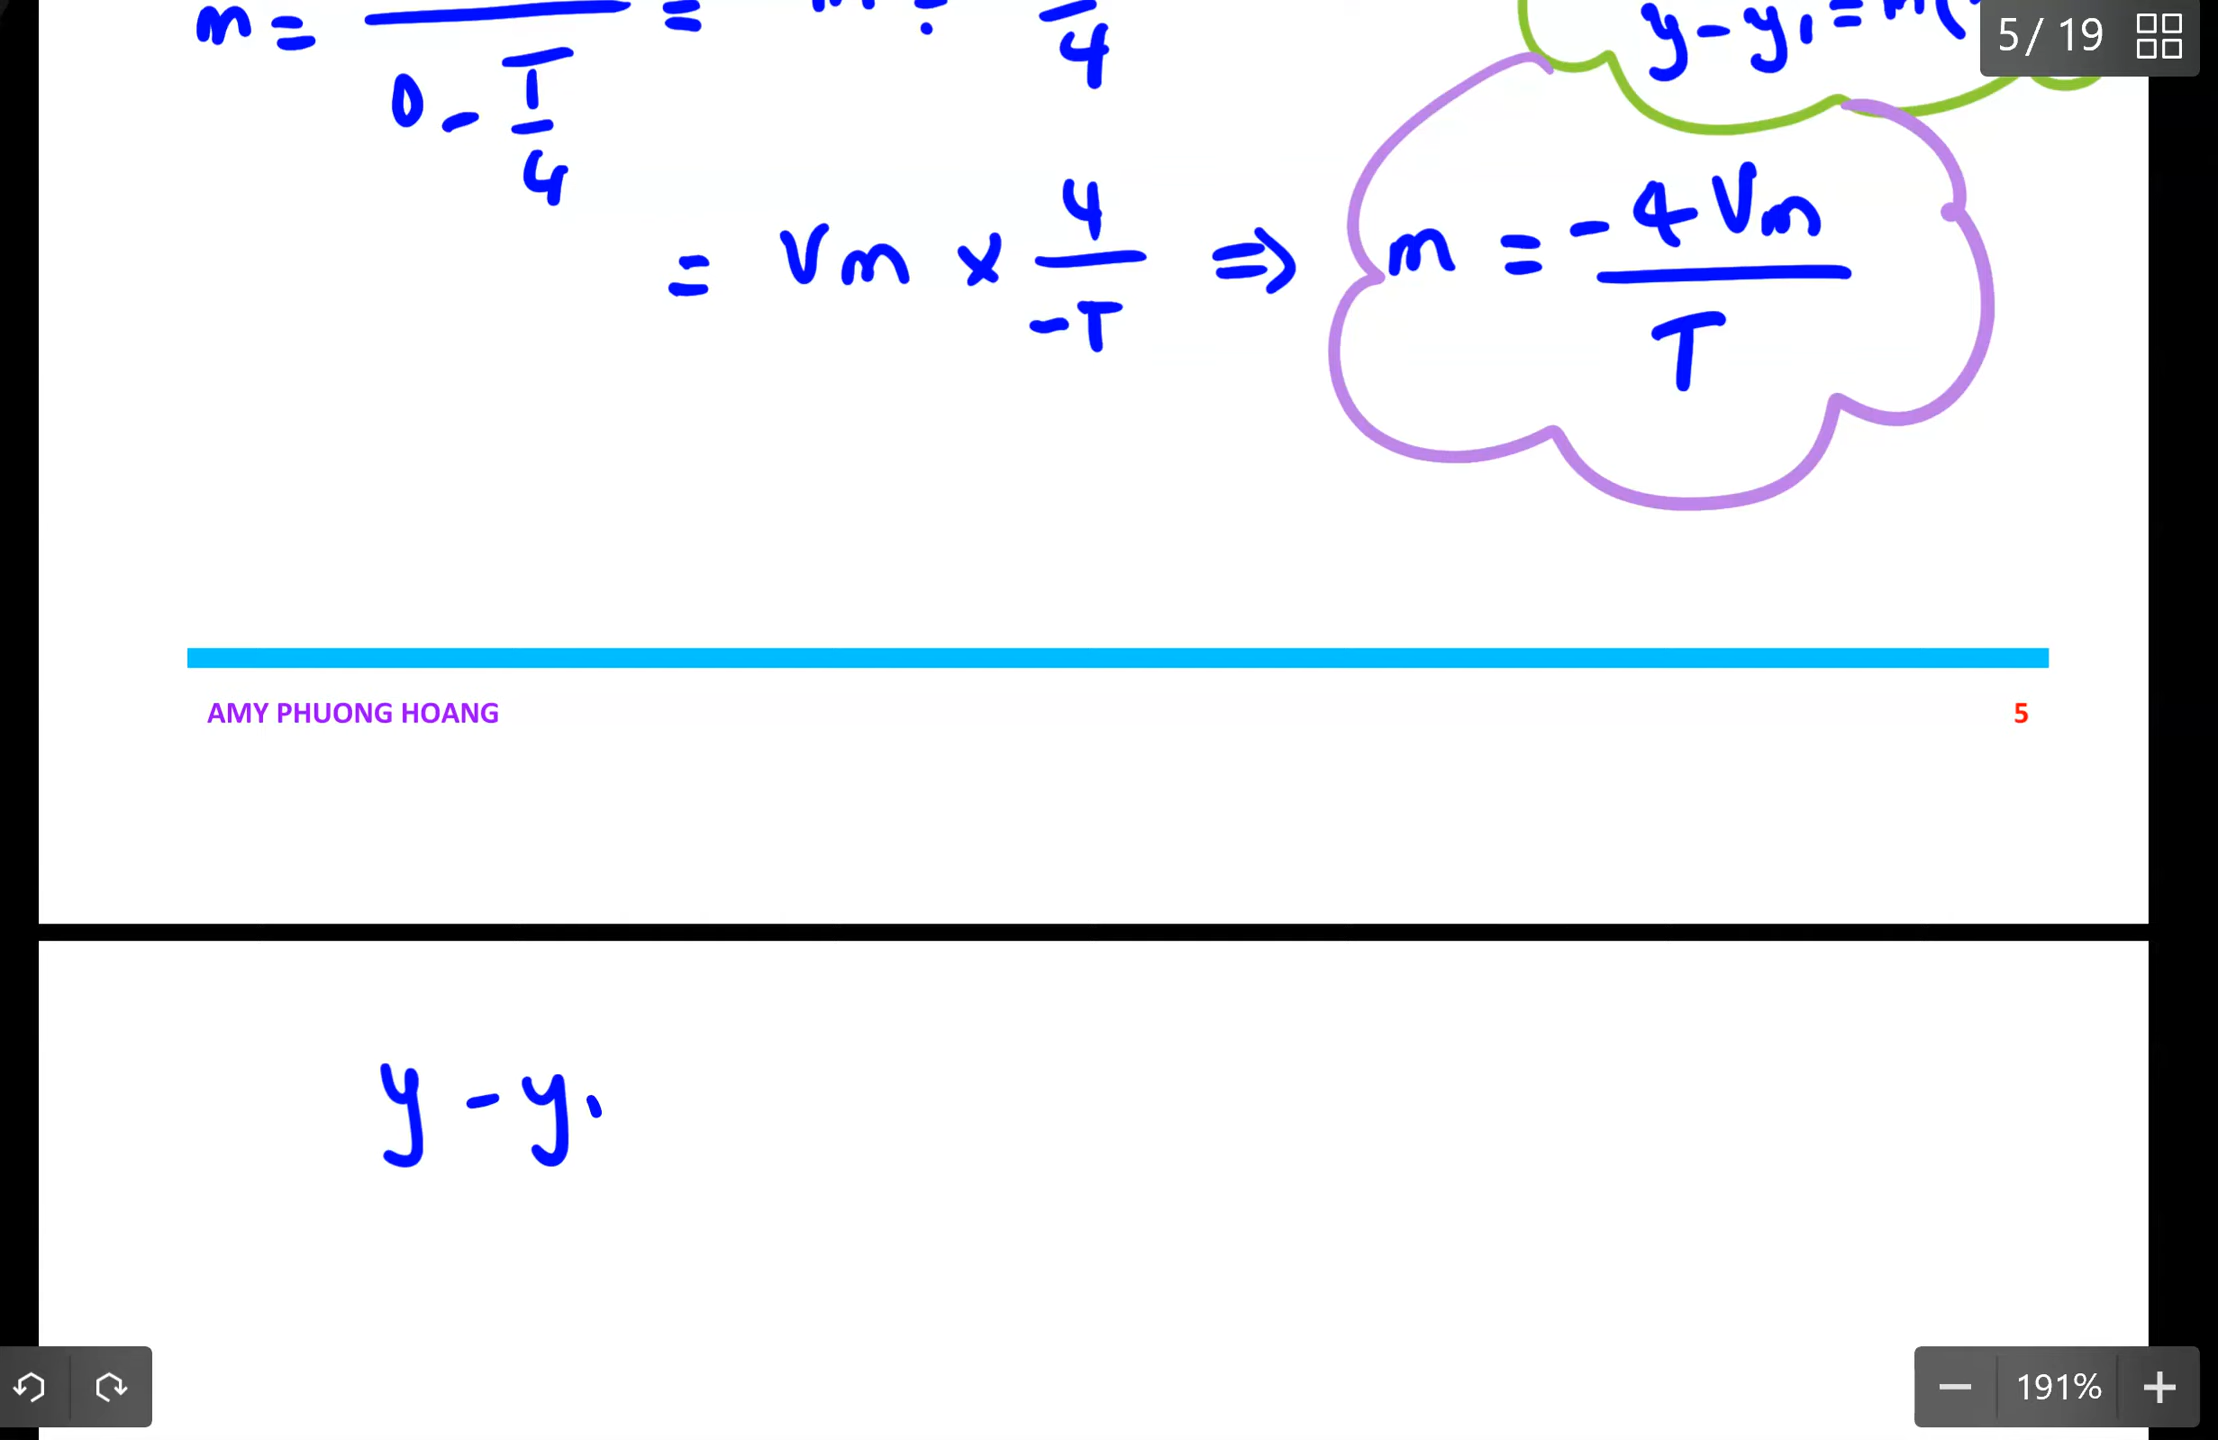 m = 
y - y₁ = m(
5 / 19
0 - T/4
4
= Vm × 4/-T ⇒ m = -4Vm/T
AMY PHUONG HOANG
5
y - y₁
191%